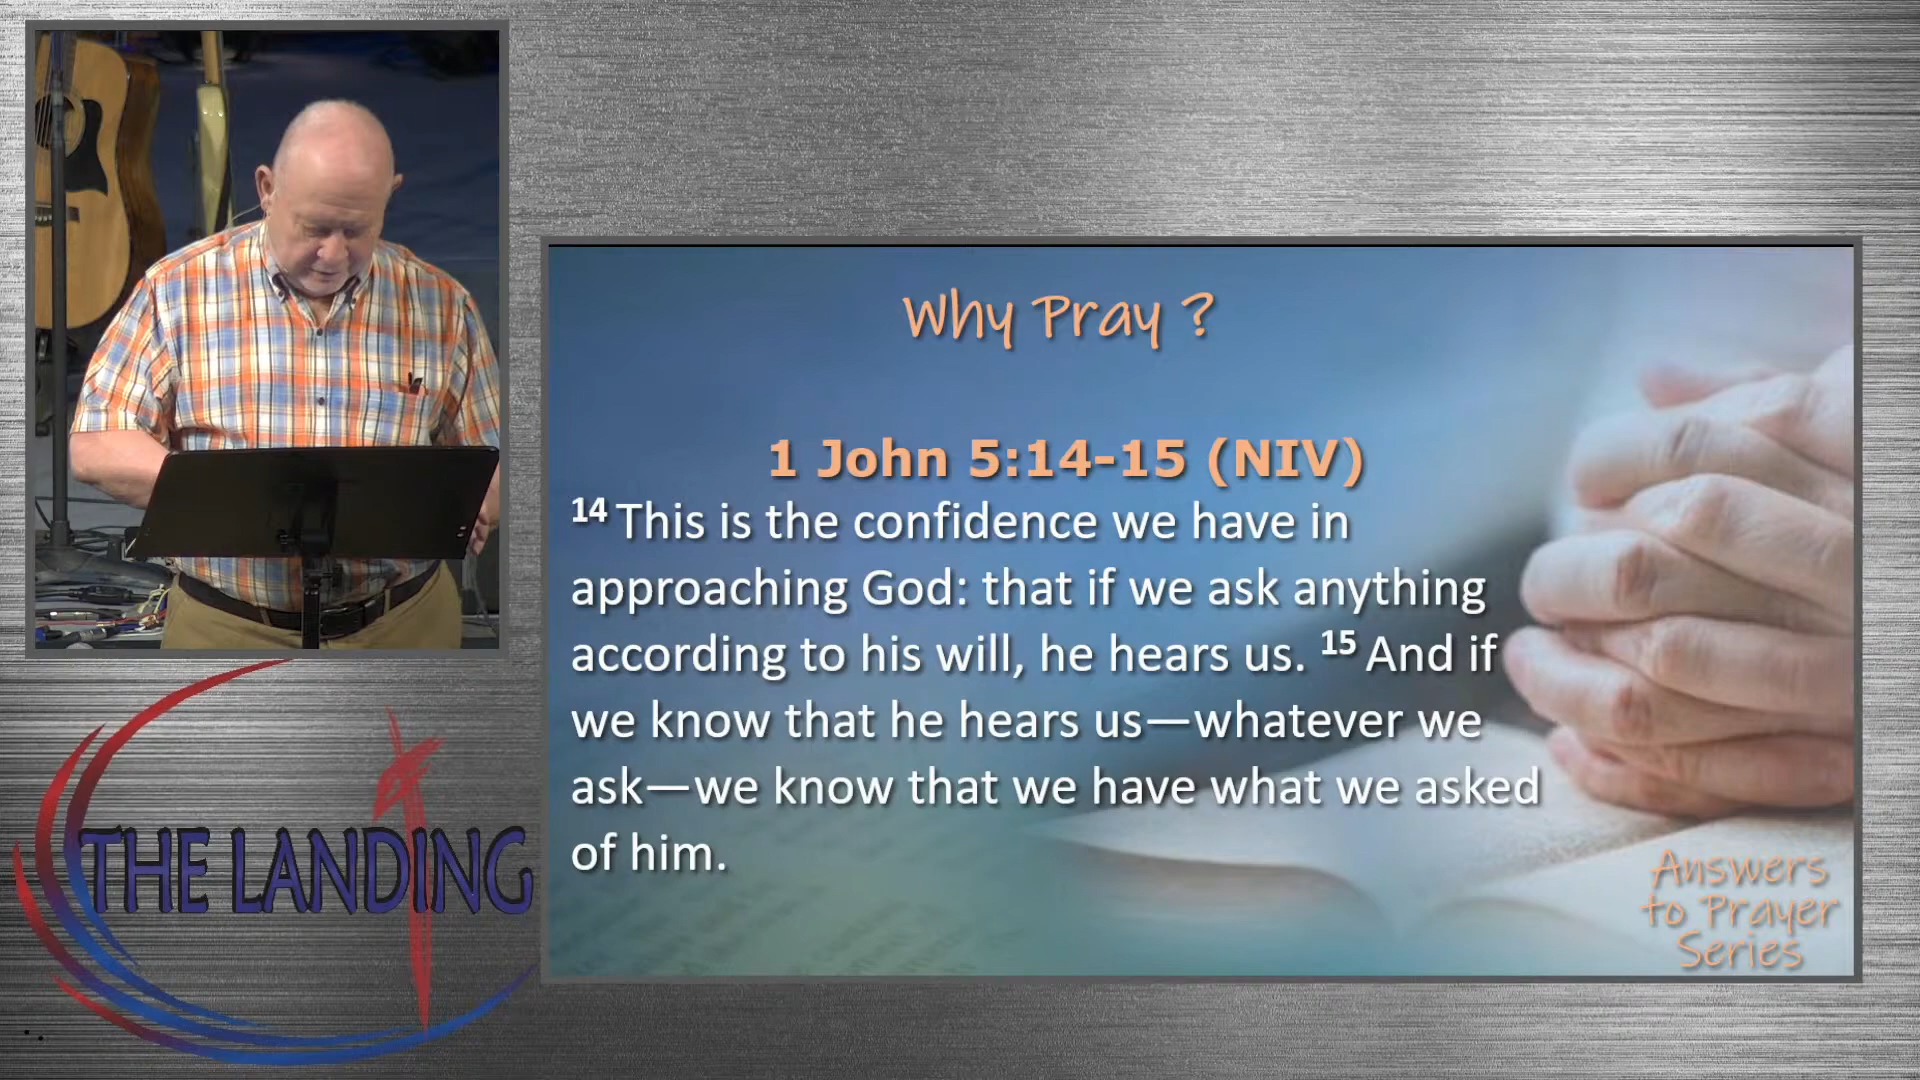 Why Pray ?
1 John 5:14-15 (NIV)
14 This is the confidence we have in
approaching God: that if we ask anything
according to his will, he hears us. 15 And if
we know that he hears us—whatever we
ask—we know that we have what we asked
of him.
Answers
to Prayer
Series
THE LANDING